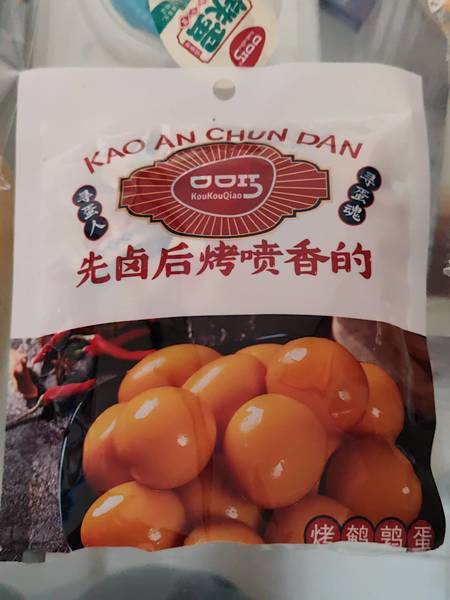 KAO AN CHUN DAN
口口巧
KouKouQiao
寻蛋人
寻蛋魂
先卤后烤喷香的
烤鹌鹑蛋